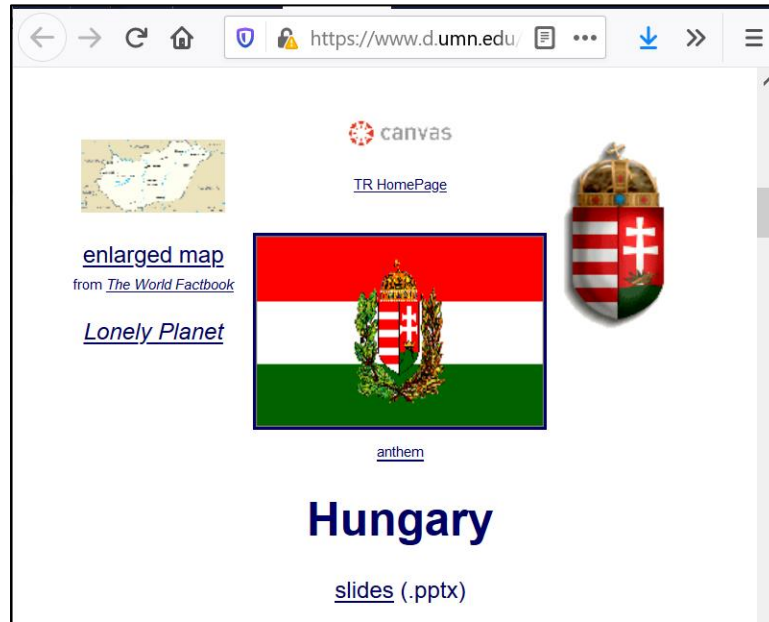 https://www.d.umn.edu/
canvas
TR HomePage
enlarged map
from The World Factbook
Lonely Planet
anthem
Hungary
slides (.pptx)